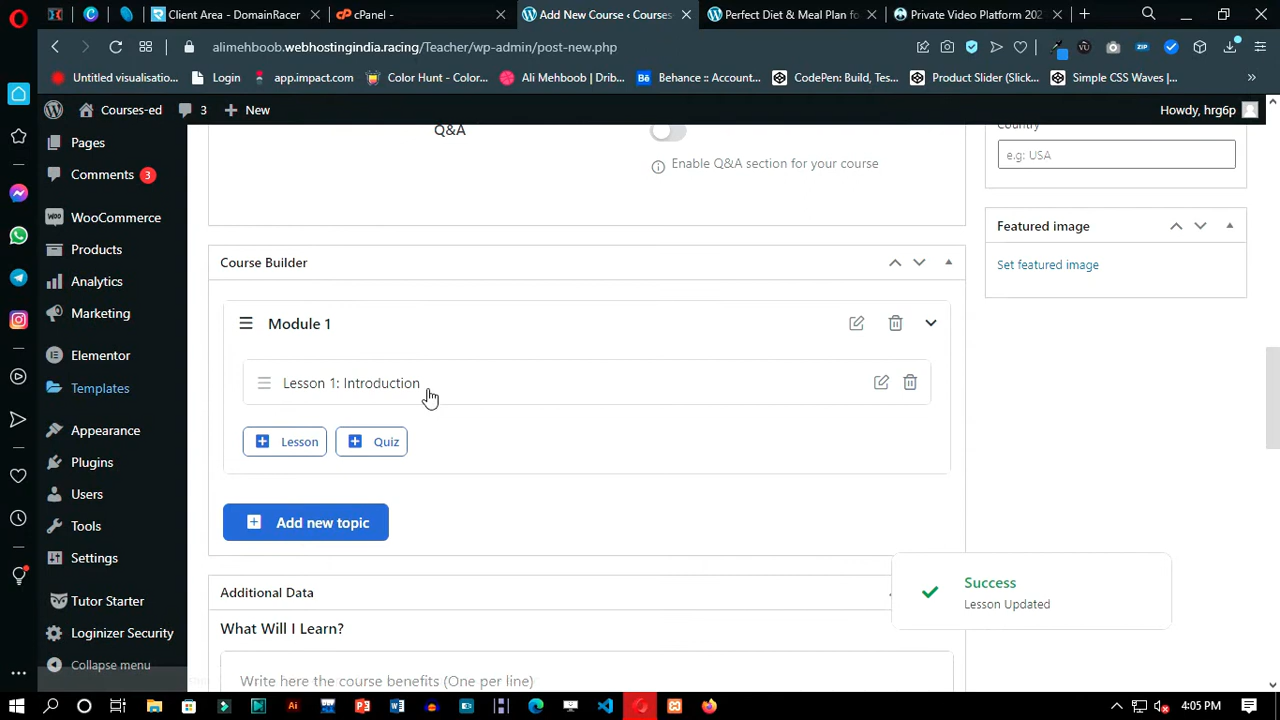 Client Area - DomainRacer
cPanel -
Add New Course ‹ Courses
Perfect Diet & Meal Plan fo
Private Video Platform 202
alimehboob.webhostingindia.racing/Teacher/wp-admin/post-new.php
Untitled visualisatio...
Login
app.impact.com
Color Hunt - Color...
Ali Mehboob | Drib...
Behance :: Account...
CodePen: Build, Tes...
Product Slider (Slick...
Simple CSS Waves |...
Courses-ed
3
New
Howdy, hrg6p
Pages
Comments 3
WooCommerce
Products
Analytics
Marketing
Elementor
Templates
Appearance
Plugins
Users
Tools
Settings
Tutor Starter
Loginizer Security
Collapse menu
Q&A
Enable Q&A section for your course
Course Builder
Module 1
Lesson 1: Introduction
Lesson
Quiz
Add new topic
Additional Data
What Will I Learn?
Write here the course benefits (One per line)
Country
e.g: USA
Featured image
Set featured image
Success
Lesson Updated
4:05 PM